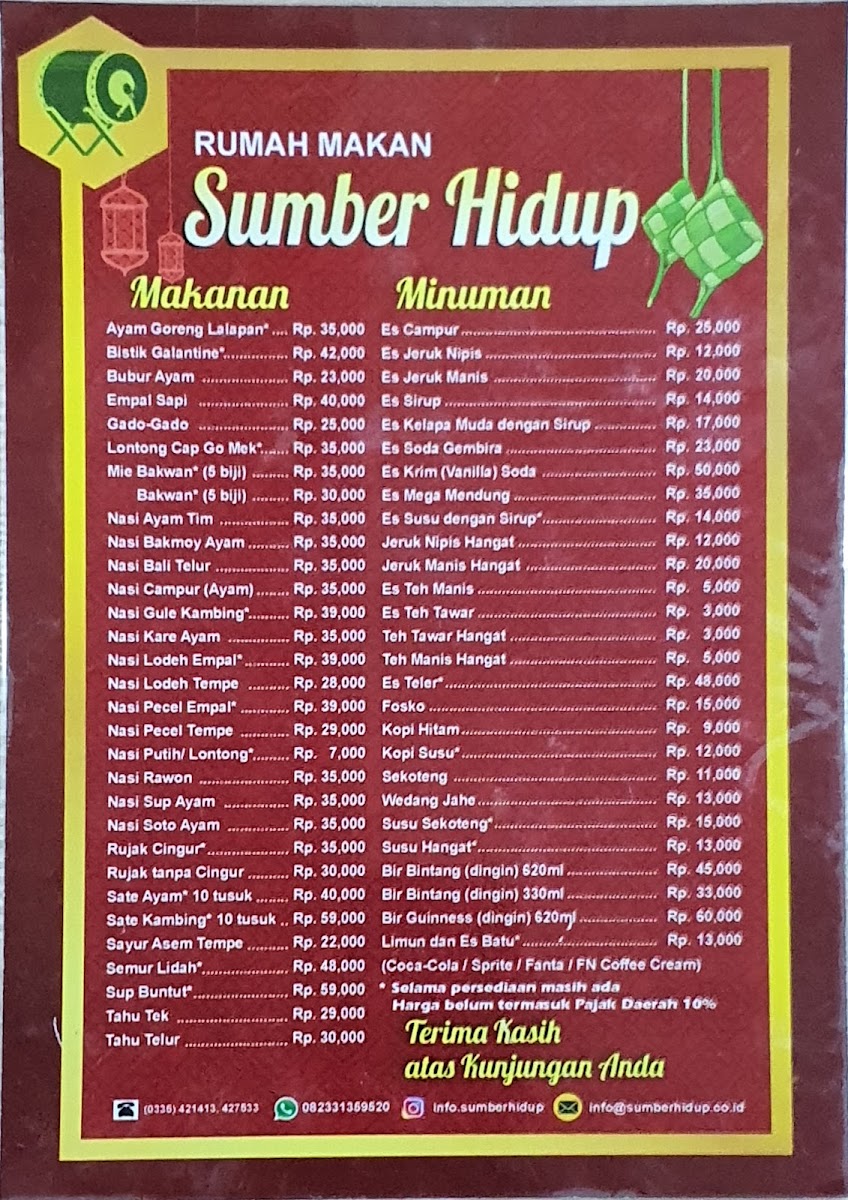 RUMAH MAKAN
Sumber Hidup
Makanan
Ayam Goreng Lalapan* .... Rp. 35,000
Bistik Galantine* .... Rp. 42,000
Bubur Ayam .... Rp. 23,000
Empal Sapi .... Rp. 40,000
Gado-Gado .... Rp. 25,000
Lontong Cap Go Mek* .... Rp. 35,000
Mie Bakwan* (5 biji) .... Rp. 35,000
Bakwan* (5 biji) .... Rp. 30,000
Nasi Ayam Tim .... Rp. 35,000
Nasi Bakmoy Ayam .... Rp. 35,000
Nasi Bali Telur .... Rp. 35,000
Nasi Campur (Ayam) .... Rp. 35,000
Nasi Gule Kambing* .... Rp. 39,000
Nasi Kare Ayam .... Rp. 35,000
Nasi Lodeh Empal* .... Rp. 39,000
Nasi Lodeh Tempe .... Rp. 28,000
Nasi Pecel Empal* .... Rp. 39,000
Nasi Pecel Tempe .... Rp. 29,000
Nasi Putih/ Lontong* .... Rp. 7,000
Nasi Rawon .... Rp. 35,000
Nasi Sup Ayam .... Rp. 35,000
Nasi Soto Ayam .... Rp. 35,000
Rujak Cingur* .... Rp. 35,000
Rujak tanpa Cingur .... Rp. 30,000
Sate Ayam* 10 tusuk .... Rp. 40,000
Sate Kambing* 10 tusuk .. Rp. 59,000
Sayur Asem Tempe .... Rp. 22,000
Semur Lidah* .... Rp. 48,000
Sup Buntut* .... Rp. 59,000
Tahu Tek .... Rp. 29,000
Tahu Telur .... Rp. 30,000
Minuman
Es Campur .... Rp. 25,000
Es Jeruk Nipis .... Rp. 12,000
Es Jeruk Manis .... Rp. 20,000
Es Sirup .... Rp. 14,000
Es Kelapa Muda dengan Sirup .... Rp. 17,000
Es Soda Gembira .... Rp. 23,000
Es Krim (Vanilla) Soda .... Rp. 50,000
Es Mega Mendung .... Rp. 35,000
Es Susu dengan Sirup* .... Rp. 14,000
Jeruk Nipis Hangat .... Rp. 12,000
Jeruk Manis Hangat .... Rp. 20,000
Es Teh Manis .... Rp. 5,000
Es Teh Tawar .... Rp. 3,000
Teh Tawar Hangat .... Rp. 3,000
Teh Manis Hangat .... Rp. 5,000
Es Teler* .... Rp. 48,000
Fosko .... Rp. 15,000
Kopi Hitam .... Rp. 9,000
Kopi Susu* .... Rp. 12,000
Sekoteng .... Rp. 11,000
Wedang Jahe .... Rp. 13,000
Susu Sekoteng* .... Rp. 15,000
Susu Hangat* .... Rp. 13,000
Bir Bintang (dingin) 620ml .... Rp. 45,000
Bir Bintang (dingin) 330ml .... Rp. 33,000
Bir Guinness (dingin) 620ml .... Rp. 60,000
Limun dan Es Batu* .... Rp. 13,000
(Coca-Cola / Sprite / Fanta / FN Coffee Cream)
* Selama persediaan masih ada
Harga belum termasuk Pajak Daerah 10%
Terima Kasih
atas Kunjungan Anda
(0335) 421413, 427533 082331359520 info.sumberhidup info@sumberhidup.co.id